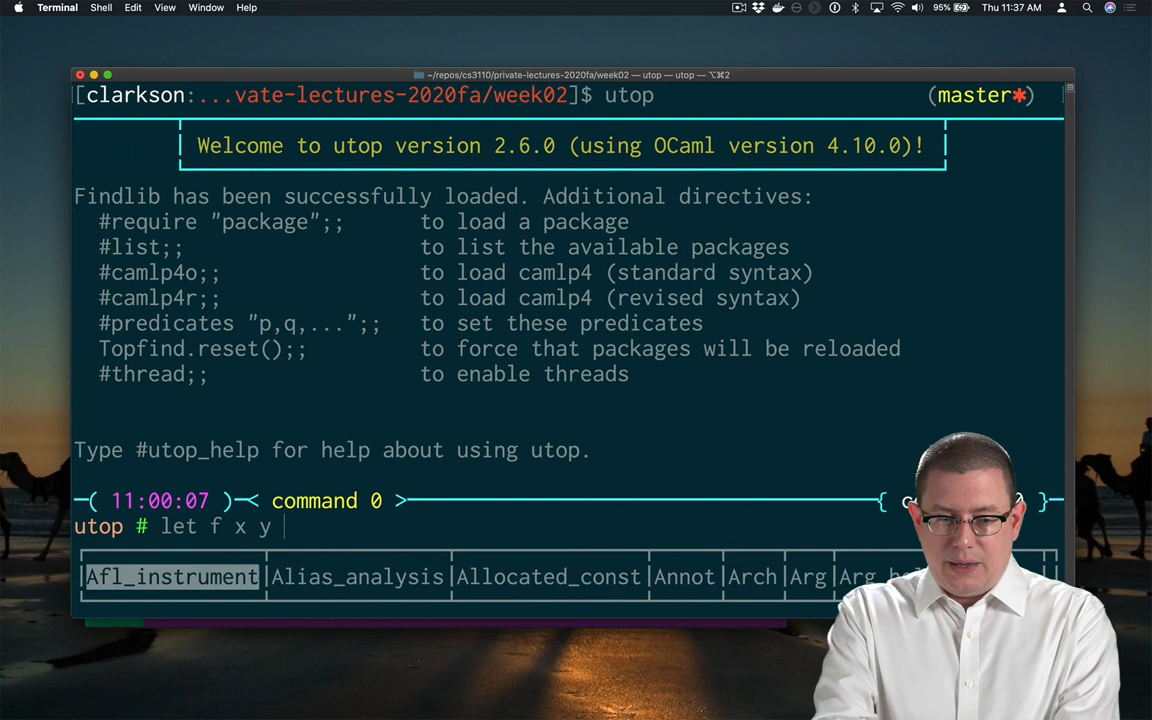 Terminal Shell Edit View Window Help 95% Thu 11:37 AM
~/repos/cs3110/private-lectures-2020fa/week02 — utop — utop — ⌥⌘2
[clarkson:...vate-lectures-2020fa/week02]$ utop (master✱)
Welcome to utop version 2.6.0 (using OCaml version 4.10.0)!
Findlib has been successfully loaded. Additional directives:
#require "package";; to load a package
#list;; to list the available packages
#camlp4o;; to load camlp4 (standard syntax)
#camlp4r;; to load camlp4 (revised syntax)
#predicates "p,q,...";; to set these predicates
Topfind.reset();; to force that packages will be reloaded
#thread;; to enable threads
Type #utop_help for help about using utop.
─( 11:00:07 )─< command 0 >─{ }─
utop # let f x y
Afl_instrument Alias_analysis Allocated_const Annot Arch Arg